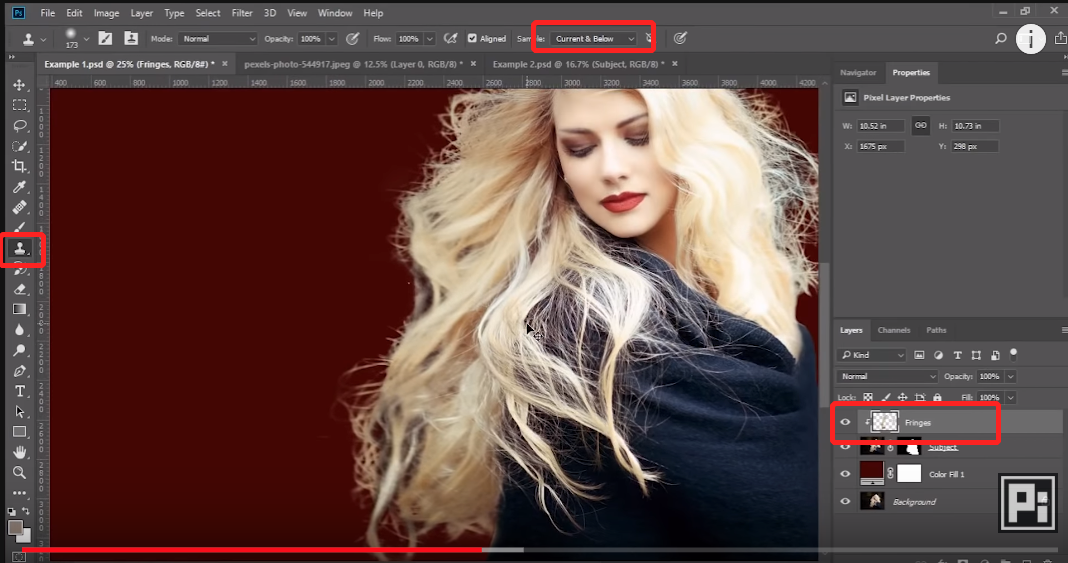 Ps File Edit Image Layer Type Select Filter 3D View Window Help
173 Mode: Normal Opacity: 100% Flow: 100% Aligned Sample: Current & Below
Example 1.psd @ 25% (Fringes, RGB/8#) * × pexels-photo-544917.jpeg @ 12.5% (Layer 0, RGB/8) * × Example 2.psd @ 16.7% (Subject, RGB/8) * ×
400 600 800 1000 1200 1400 1600 1800 2000 2200 2400 2600 2800 3000 3200 3400 3600 3800 4000 4200
Navigator Properties
Pixel Layer Properties
W: 10.52 in H: 10.73 in
X: 1675 px Y: 298 px
Layers Channels Paths
Kind
Normal Opacity: 100%
Lock: Fill: 100%
Fringes
Subject
Color Fill 1
Background
Pi